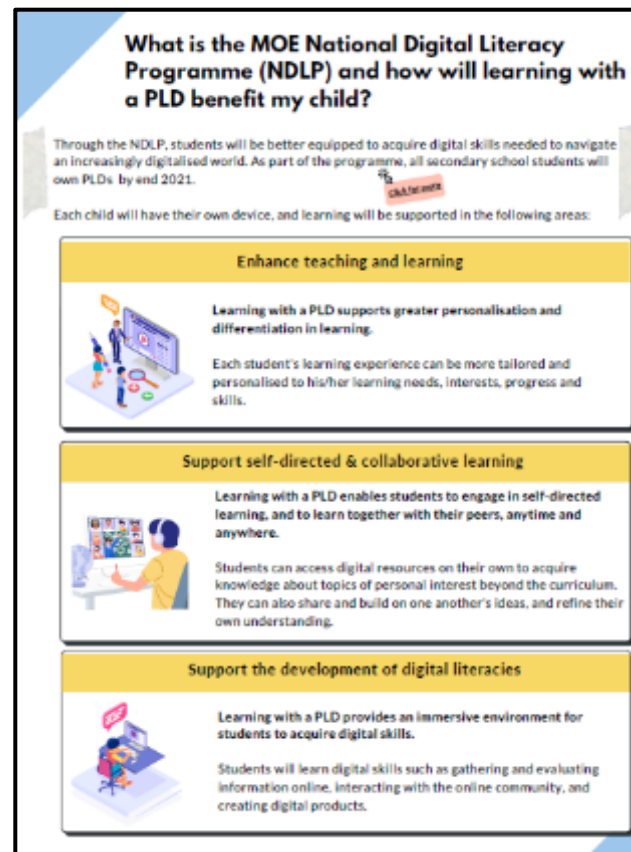 What is the MOE National Digital Literacy
Programme (NDLP) and how will learning with
a PLD benefit my child?
Through the NDLP, students will be better equipped to acquire digital skills needed to navigate
an increasingly digitalised world. As part of the programme, all secondary school students will
own PLDs by end 2021.
Click for more
Each child will have their own device, and learning will be supported in the following areas:
Enhance teaching and learning
Learning with a PLD supports greater personalisation and
differentiation in learning.
Each student's learning experience can be more tailored and
personalised to his/her learning needs, interests, progress and
skills.
Support self-directed & collaborative learning
Learning with a PLD enables students to engage in self-directed
learning, and to learn together with their peers, anytime and
anywhere.
Students can access digital resources on their own to acquire
knowledge about topics of personal interest beyond the curriculum.
They can also share and build on one another's ideas, and refine their
own understanding.
Support the development of digital literacies
Learning with a PLD provides an immersive environment for
students to acquire digital skills.
Students will learn digital skills such as gathering and evaluating
information online, interacting with the online community, and
creating digital products.